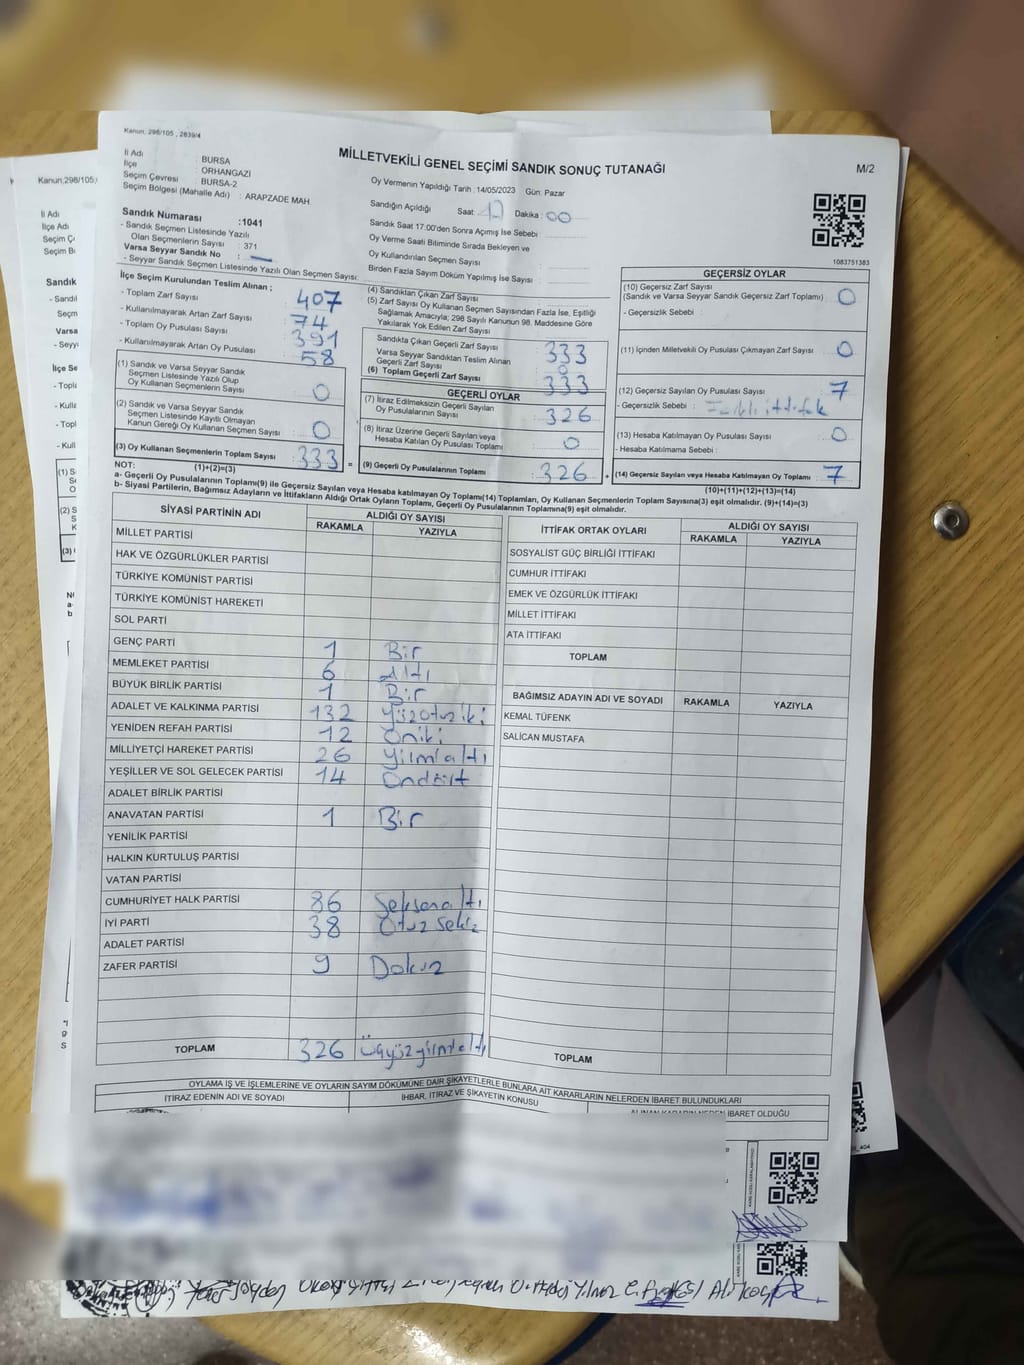 Kanun; 298/105 , 2839/4
MİLLETVEKİLİ GENEL SEÇİMİ SANDIK SONUÇ TUTANAĞI
M/2
İl Adı : BURSA
İlçe : ORHANGAZİ
Seçim Çevresi : BURSA-2
Seçim Bölgesi (Mahalle Adı) : ARAPZADE MAH.
Oy Vermenin Yapıldığı Tarih : 14/05/2023 Gün: Pazar
Sandığın Açıldığı Saat : 17 Dakika : 00
Sandık Saat 17.00'den Sonra Açımış İse Sebebi :
Oy Verme Saati Bitiminde Sırada Bekleyen ve
Oy Kullandırılan Seçmen Sayısı
Birden Fazla Sayım Döküm Yapılmış İse Sayısı :
1083751383
Sandık Numarası :1041
- Sandık Seçmen Listesinde Yazılı
Olan Seçmenlerin Sayısı : 371
Varsa Seyyar Sandık No :
- Seyyar Sandık Seçmen Listesinde Yazılı Olan Seçmen Sayısı:
İlçe Seçim Kurulundan Teslim Alınan ;
- Toplam Zarf Sayısı : 407
- Kullanılmayarak Artan Zarf Sayısı : 74
- Toplam Oy Pusulası Sayısı : 391
- Kullanılmayarak Artan Oy Pusulası : 58
(1) Sandık ve Varsa Seyyar Sandık
Seçmen Listesinde Yazılı Olup
Oy Kullanan Seçmenlerin Sayısı : 0
(2) Sandık ve Varsa Seyyar Sandık
Seçmen Listesinde Kayıtlı Olmayan
Kanun Gereği Oy Kullanan Seçmen Sayısı : 0
(3) Oy Kullanan Seçmenlerin Toplam Sayısı : 333
(1)+(2)=(3)
(4) Sandıktan Çıkan Zarf Sayısı
(5) Zarf Sayısı Oy Kullanan Seçmen Sayısından Fazla İse, Eşitliği
Sağlamak Amacıyla; 298 Sayılı Kanunun 98. Maddesine Göre
Yakılarak Yok Edilen Zarf Sayısı
Sandıkta Çıkan Geçerli Zarf Sayısı : 333
Varsa Seyyar Sandıktan Teslim Alınan
Geçerli Zarf Sayısı : 0
(6) Toplam Geçerli Zarf Sayısı : 333
GEÇERLİ OYLAR
(7) İtiraz Edilmeksizin Geçerli Sayılan
Oy Pusulalarının Sayısı : 326
(8) İtiraz Üzerine Geçerli Sayılan veya
Hesaba Katılan Oy Pusulası Toplamı : 0
(9) Geçerli Oy Pusulalarının Toplamı : 326
GEÇERSİZ OYLAR
(10) Geçersiz Zarf Sayısı
(Sandık ve Varsa Seyyar Sandık Geçersiz Zarf Toplamı) : 0
- Geçersizlik Sebebi :
(11) İçinden Milletvekili Oy Pusulası Çıkmayan Zarf Sayısı : 0
(12) Geçersiz Sayılan Oy Pusulası Sayısı : 7
- Geçersizlik Sebebi : ittifak
(13) Hesaba Katılmayan Oy Pusulası Sayısı : 0
- Hesaba Katılmama Sebebi :
(14) Geçersiz Sayılan veya Hesaba Katılmayan Oy Toplamı : 7
(10)+(11)+(12)+(13)=(14)
NOT:
a- Geçerli Oy Toplamı(9) ile Geçersiz Sayılan veya Hesaba katılmayan Oy Toplamı(14) Toplamları, Oy Kullanan Seçmenlerin Toplam Sayısına(3) eşit olmalıdır. (9)+(14)=(3)
b- Siyasi Partilerin, Bağımsız Adayların ve İttifakların Aldığı Ortak Oyların Toplamı, Geçerli Oy Pusulalarının Toplamına(9) eşit olmalıdır.
SİYASİ PARTİNİN ADI ALDIĞI OY SAYISI
RAKAMLA YAZIYLA
MİLLET PARTİSİ
HAK VE ÖZGÜRLÜKLER PARTİSİ
TÜRKİYE KOMÜNİST PARTİSİ
TÜRKİYE KOMÜNİST HAREKETİ
SOL PARTİ
GENÇ PARTİ 1 Bir
MEMLEKET PARTİSİ 6 Altı
BÜYÜK BİRLİK PARTİSİ 1 Bir
ADALET VE KALKINMA PARTİSİ 132 Yüzotuziki
YENİDEN REFAH PARTİSİ 12 Oniki
MİLLİYETÇİ HAREKET PARTİSİ 26 Yirmialtı
YEŞİLLER VE SOL GELECEK PARTİSİ 14 Ondört
ADALET BİRLİK PARTİSİ
ANAVATAN PARTİSİ 1 Bir
YENİLİK PARTİSİ
HALKIN KURTULUŞ PARTİSİ
VATAN PARTİSİ
CUMHURİYET HALK PARTİSİ 86 Seksenaltı
İYİ PARTİ 38 Otuz Sekiz
ADALET PARTİSİ
ZAFER PARTİSİ 9 Dokuz
TOPLAM 326 Üçyüzyirmialtı
İTTİFAK ORTAK OYLARI ALDIĞI OY SAYISI
RAKAMLA YAZIYLA
SOSYALİST GÜÇ BİRLİĞİ İTTİFAKI
CUMHUR İTTİFAKI
EMEK VE ÖZGÜRLÜK İTTİFAKI
MİLLET İTTİFAKI
ATA İTTİFAKI
TOPLAM
BAĞIMSIZ ADAYIN ADI VE SOYADI RAKAMLA YAZIYLA
KEMAL TÜFENK
SALİCAN MUSTAFA
TOPLAM
OYLAMA İŞ VE İŞLEMLERİNE VE OYLARIN SAYIM DÖKÜMÜNE DAİR ŞİKAYETLERLE BUNLARA AİT KARARLARIN NELERDEN İBARET BULUNDUKLARI
İTİRAZ EDENİN ADI VE SOYADI
İHBAR, İTİRAZ VE ŞİKAYETİN KONUSU
ALINAN KARARIN NEDEN İBARET OLDUĞU